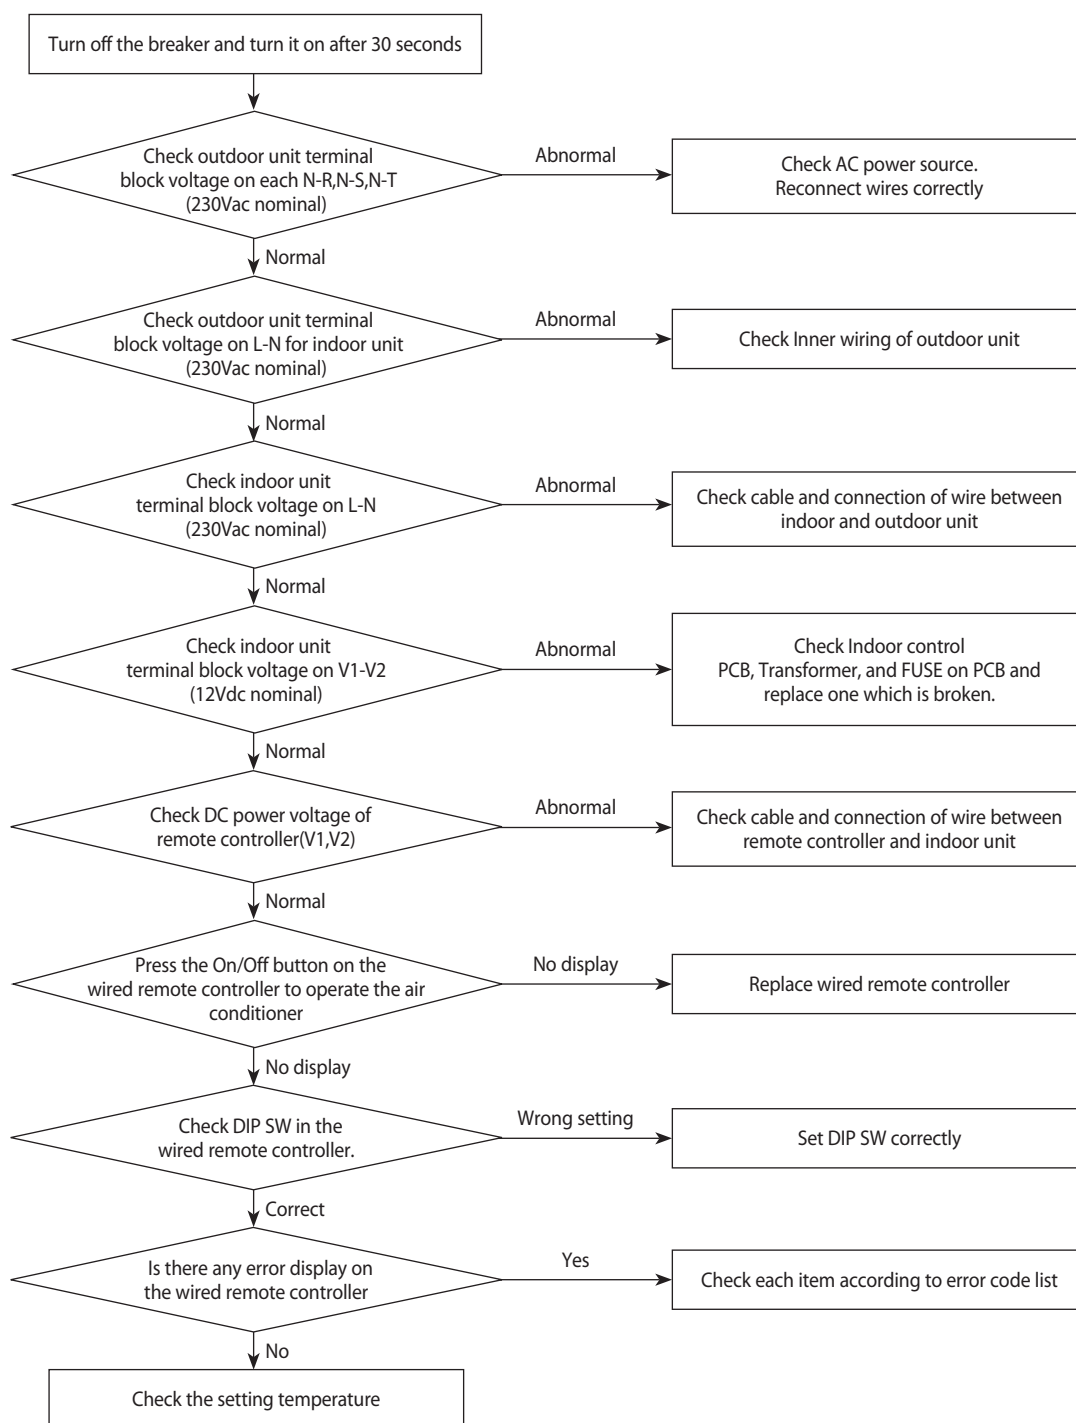 Turn off the breaker and turn it on after 30 seconds
Check outdoor unit terminal
block voltage on each N-R,N-S,N-T
(230Vac nominal)
Abnormal
Check AC power source.
Reconnect wires correctly
Normal
Check outdoor unit terminal
block voltage on L-N for indoor unit
(230Vac nominal)
Abnormal
Check Inner wiring of outdoor unit
Normal
Check indoor unit
terminal block voltage on L-N
(230Vac nominal)
Abnormal
Check cable and connection of wire between
indoor and outdoor unit
Normal
Check indoor unit
terminal block voltage on V1-V2
(12Vdc nominal)
Abnormal
Check Indoor control
PCB, Transformer, and FUSE on PCB and
replace one which is broken.
Normal
Check DC power voltage of
remote controller(V1,V2)
Abnormal
Check cable and connection of wire between
remote controller and indoor unit
Normal
Press the On/Off button on the
wired remote controller to operate the air
conditioner
No display
Replace wired remote controller
No display
Check DIP SW in the
wired remote controller.
Wrong setting
Set DIP SW correctly
Correct
Is there any error display on
the wired remote controller
Yes
Check each item according to error code list
No
Check the setting temperature